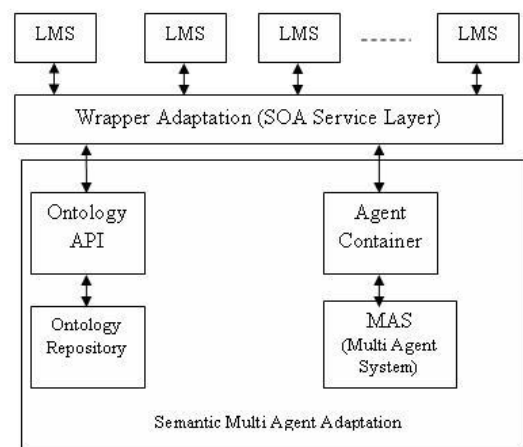 LMS
LMS
LMS
LMS
Wrapper Adaptation (SOA Service Layer)
Ontology
API
Agent
Container
Ontology
Repository
MAS
(Multi Agent
System)
Semantic Multi Agent Adaptation